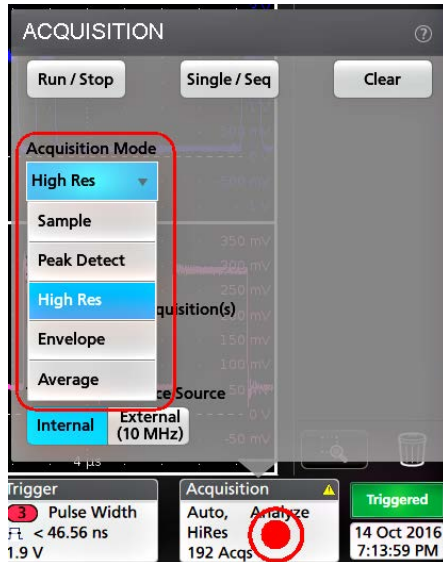 ACQUISITION
?
Run / Stop
Single / Seq
Clear
Acquisition Mode
High Res
Sample
Peak Detect
High Res
Envelope
Average
quisition(s)
ce Source
Internal
External
(10 MHz)
350 mV
300 mV
250 mV
150 mV
100 mV
50 mV
0 V
-50 mV
4 µs
Trigger
3 Pulse Width
< 46.56 ns
1.9 V
Acquisition
Auto, Analyze
HiRes
192 Acqs
Triggered
14 Oct 2016
7:13:59 PM